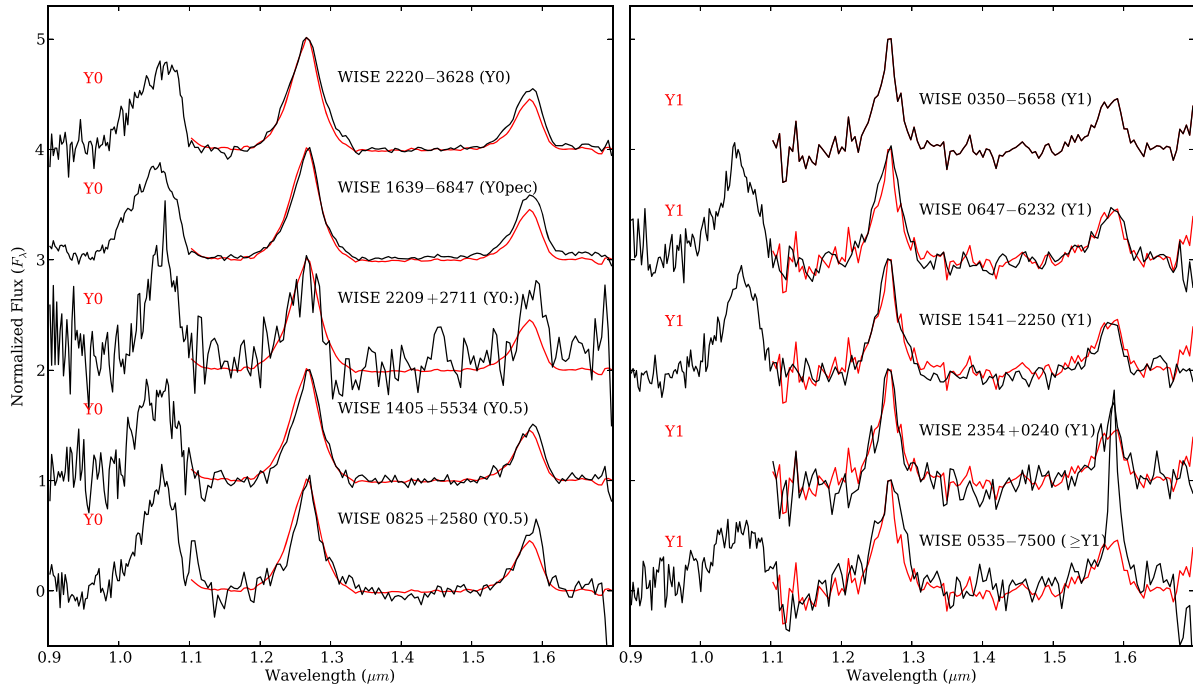 5
Y0
WISE 2220−3628 (Y0)
4
Y0
WISE 1639−6847 (Y0pec)
3
Y0
WISE 2209+2711 (Y0:)
2
Y0
WISE 1405+5534 (Y0.5)
1
Y0
WISE 0825+2580 (Y0.5)
0
Normalized Flux (Fλ)
0.9 1.0 1.1 1.2 1.3 1.4 1.5 1.6
Wavelength (μm)
Y1
WISE 0350−5658 (Y1)
Y1
WISE 0647−6232 (Y1)
Y1
WISE 1541−2250 (Y1)
Y1
WISE 2354+0240 (Y1)
Y1
WISE 0535−7500 (≥Y1)
0.9 1.0 1.1 1.2 1.3 1.4 1.5 1.6
Wavelength (μm)